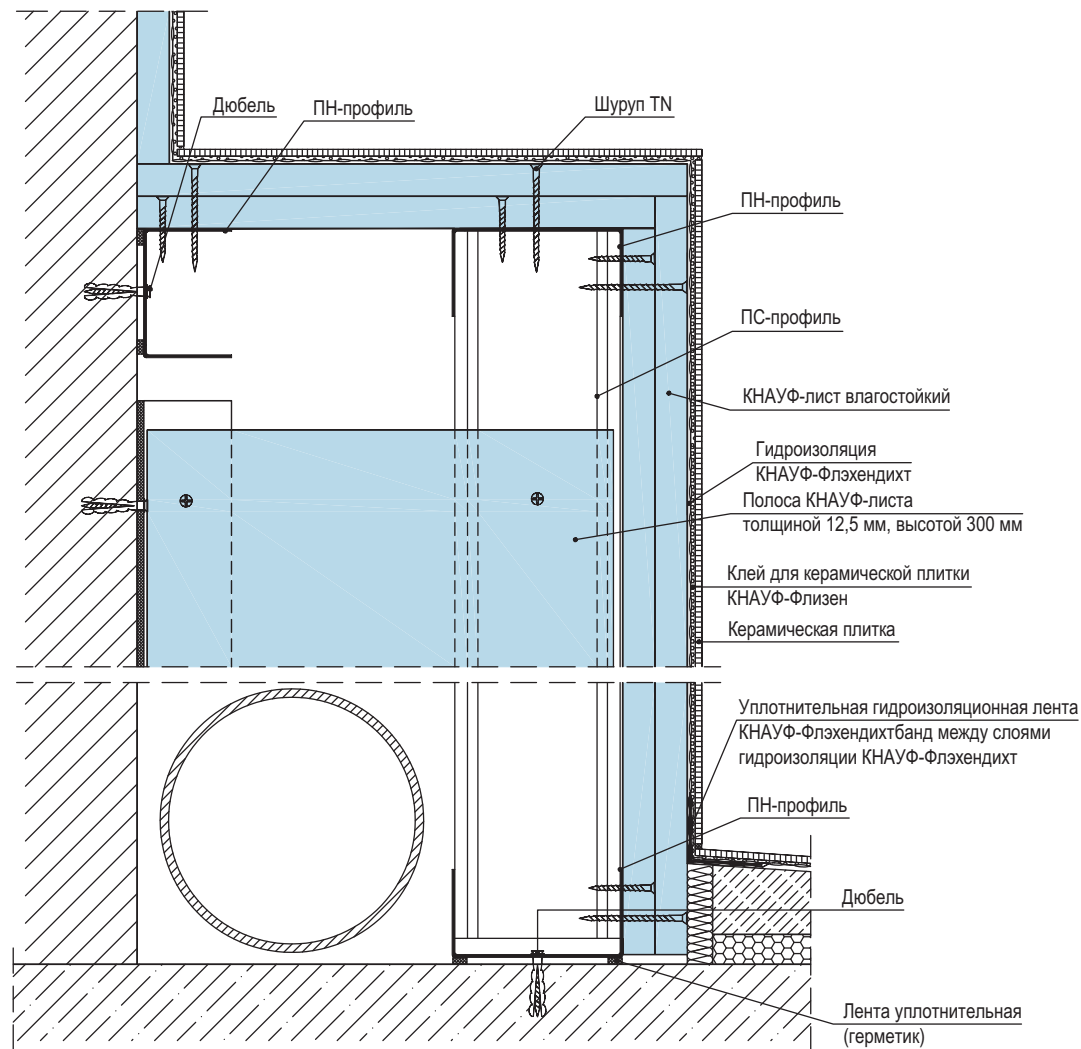 Дюбель
ПН-профиль
Шуруп TN
ПН-профиль
ПС-профиль
КНАУФ-лист влагостойкий
Гидроизоляция
КНАУФ-Флэхендихт
Полоса КНАУФ-листа
толщиной 12,5 мм, высотой 300 мм
Клей для керамической плитки
КНАУФ-Флизен
Керамическая плитка
Уплотнительная гидроизоляционная лента
КНАУФ-Флэхендихтбанд между слоями
гидроизоляции КНАУФ-Флэхендихт
ПН-профиль
Дюбель
Лента уплотнительная
(герметик)